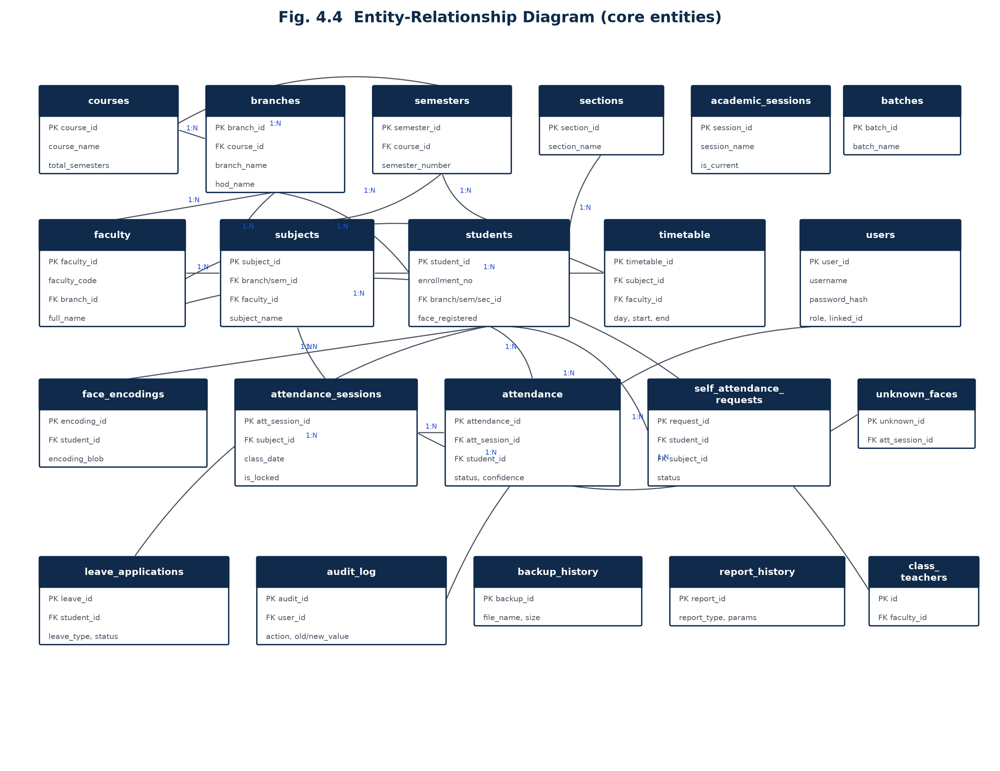 Fig. 4.4  Entity-Relationship Diagram (core entities)
courses
PK course_id
course_name
total_semesters
1:N
branches
PK branch_id
1:N
FK course_id
branch_name
hod_name
semesters
PK semester_id
FK course_id
semester_number
sections
PK section_id
section_name
academic_sessions
PK session_id
session_name
is_current
batches
PK batch_id
batch_name
1:N
1:N
1:N
1:N
1:N
1:N
faculty
PK faculty_id
faculty_code
FK branch_id
full_name
1:N
subjects
PK subject_id
FK branch/sem_id
FK faculty_id
subject_name
1:N
students
PK student_id
1:N
enrollment_no
FK branch/sem/sec_id
face_registered
timetable
PK timetable_id
FK subject_id
FK faculty_id
day, start, end
users
PK user_id
username
password_hash
role, linked_id
1:N
1:N
1:N
1:N
face_encodings
PK encoding_id
FK student_id
encoding_blob
attendance_sessions
PK att_session_id
FK subject_id
1:N
class_date
is_locked
1:N
attendance
PK attendance_id
FK att_session_id
1:N
FK student_id
status, confidence
1:N
self_attendance_
requests
PK request_id
FK student_id
1:N
FK subject_id
status
unknown_faces
PK unknown_id
FK att_session_id
leave_applications
PK leave_id
FK student_id
leave_type, status
audit_log
PK audit_id
FK user_id
action, old/new_value
backup_history
PK backup_id
file_name, size
report_history
PK report_id
report_type, params
class_
teachers
PK id
FK faculty_id